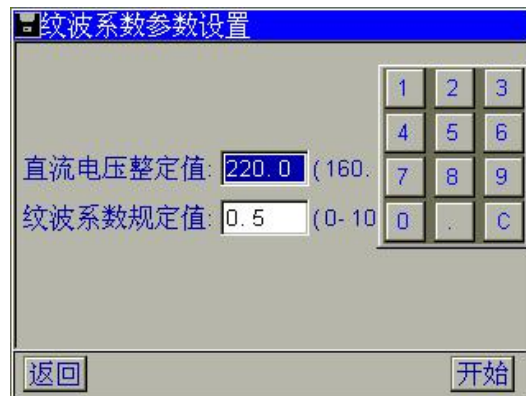 纹波系数参数设置
1 2 3
4 5 6
直流电压整定值: 220.0 (160. 7 8 9
纹波系数规定值: 0.5 (0-10 0 . C
返回 开始